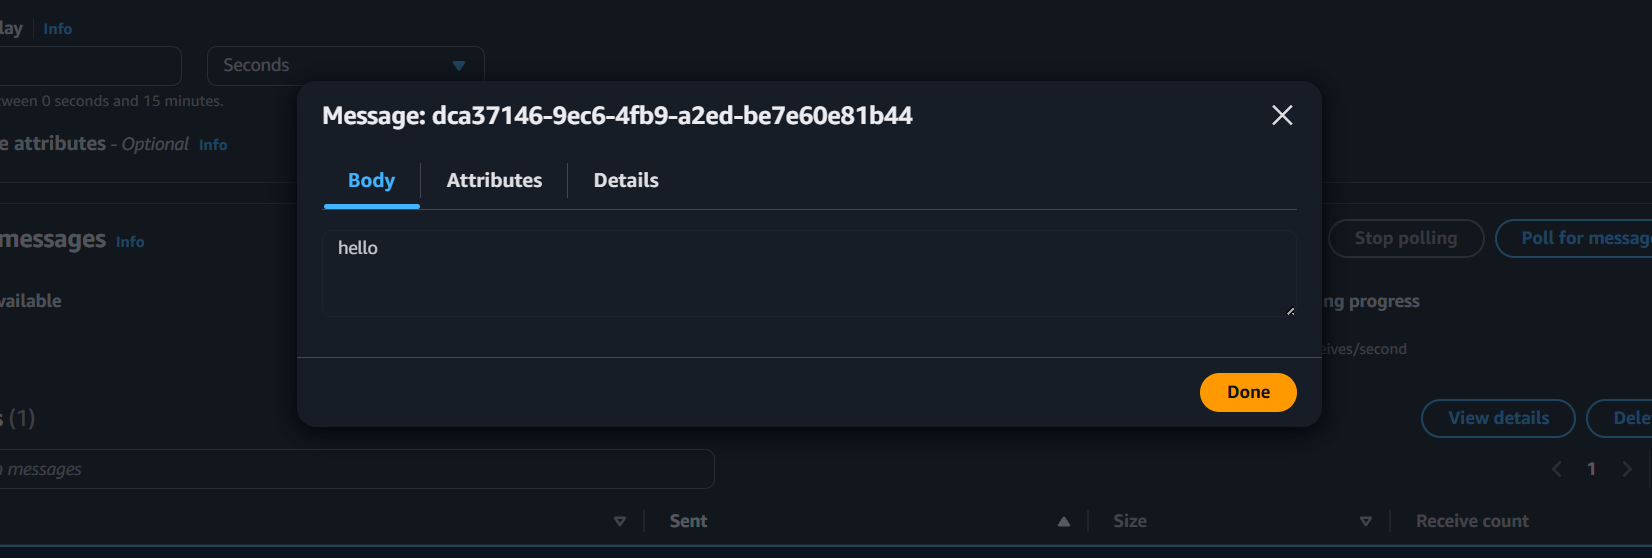 lay Info
Seconds
tween 0 seconds and 15 minutes.
e attributes - Optional Info
Message: dca37146-9ec6-4fb9-a2ed-be7e60e81b44
Body Attributes Details
hello
messages Info
Stop polling Poll for messag
vailable
ng progress
eives/second
Done
s (1)
View details Dele
n messages
1
Sent Size Receive count